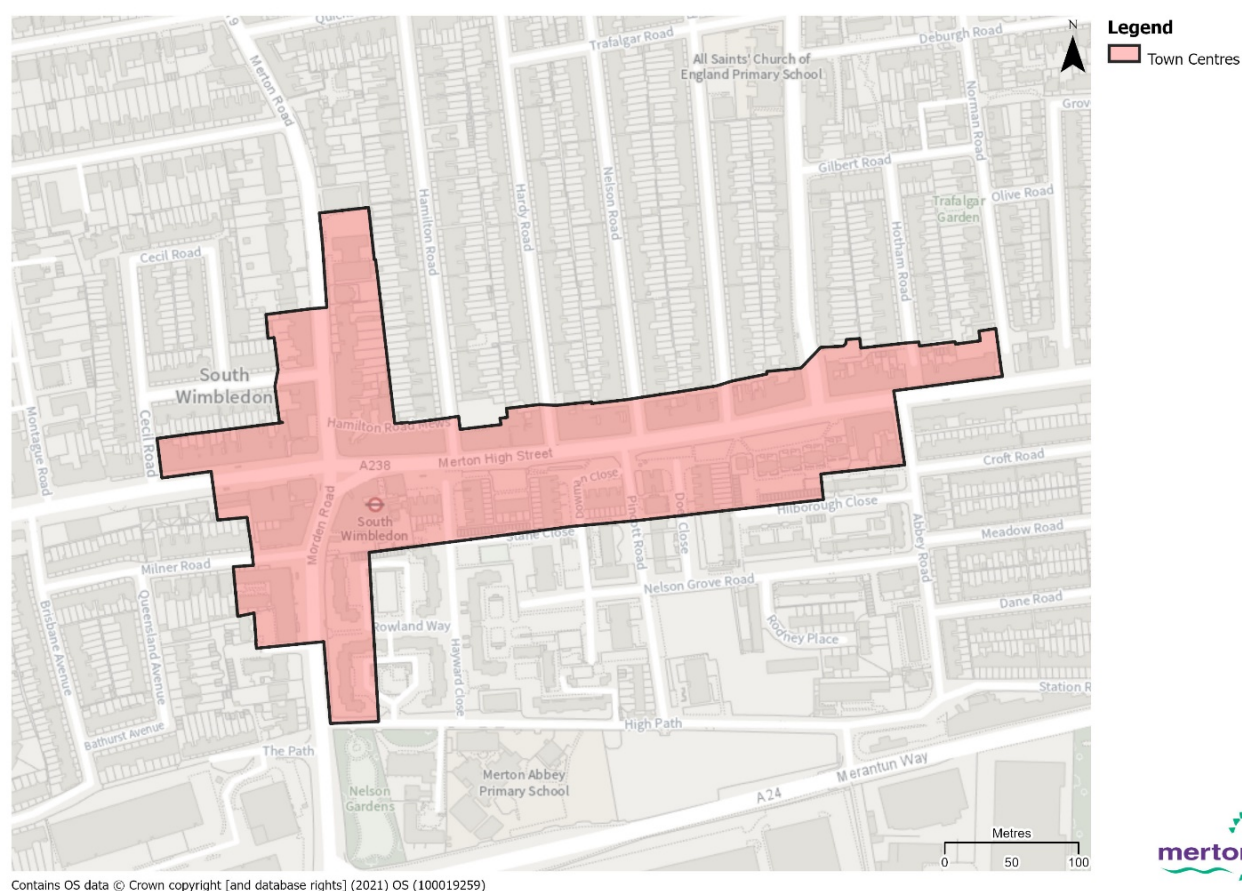 Legend
Town Centres
N
Trafalgar Road
Deburgh Road
All Saints' Church of
England Primary School
Merton Road
Norman Road
Gilbert Road
Olive Road
Trafalgar
Garden
Hamilton Road
Hardy Road
Nelson Road
Hotham Road
Cecil Road
South
Wimbledon
Montague Road
Cecil Road
Hamilton Road Mews
A238
Merton High Street
Croft Road
Morden Road
South
Wimbledon
Pincott Road
Hilborough Close
Abbey Road
Meadow Road
Milner Road
Nelson Grove Road
Dane Road
Brisbane Avenue
Queensland Avenue
Rowland Way
Hayward Close
Rodney Place
Station R
Bathurst Avenue
High Path
The Path
Merton Abbey
Primary School
Nelson
Gardens
Merantun Way
A24
Metres
0 50 100
merton
Contains OS data © Crown copyright [and database rights] (2021) OS (100019259)